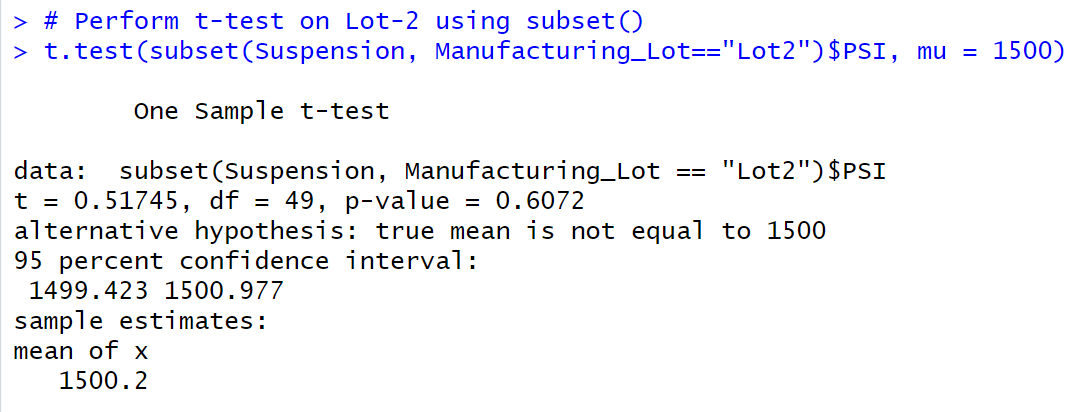 > # Perform t-test on Lot-2 using subset()
> t.test(subset(Suspension, Manufacturing_Lot=="Lot2")$PSI, mu = 1500)
One Sample t-test
data:  subset(Suspension, Manufacturing_Lot == "Lot2")$PSI
t = 0.51745, df = 49, p-value = 0.6072
alternative hypothesis: true mean is not equal to 1500
95 percent confidence interval:
1499.423 1500.977
sample estimates:
mean of x
1500.2